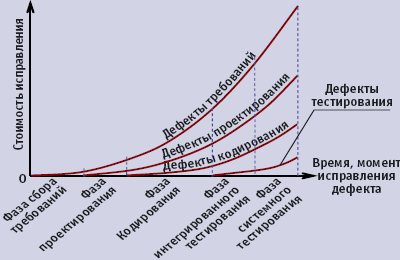 Стоимость исправления
Дефекты требований
Дефекты проектирования
Дефекты кодирования
Дефекты
тестирования
0
Время, момент
исправления
дефекта
Фаза сбора
требований
Фаза
проектирования
Фаза
Кодирования
Фаза
интегрированного
тестирования
Фаза
системного
тестирования